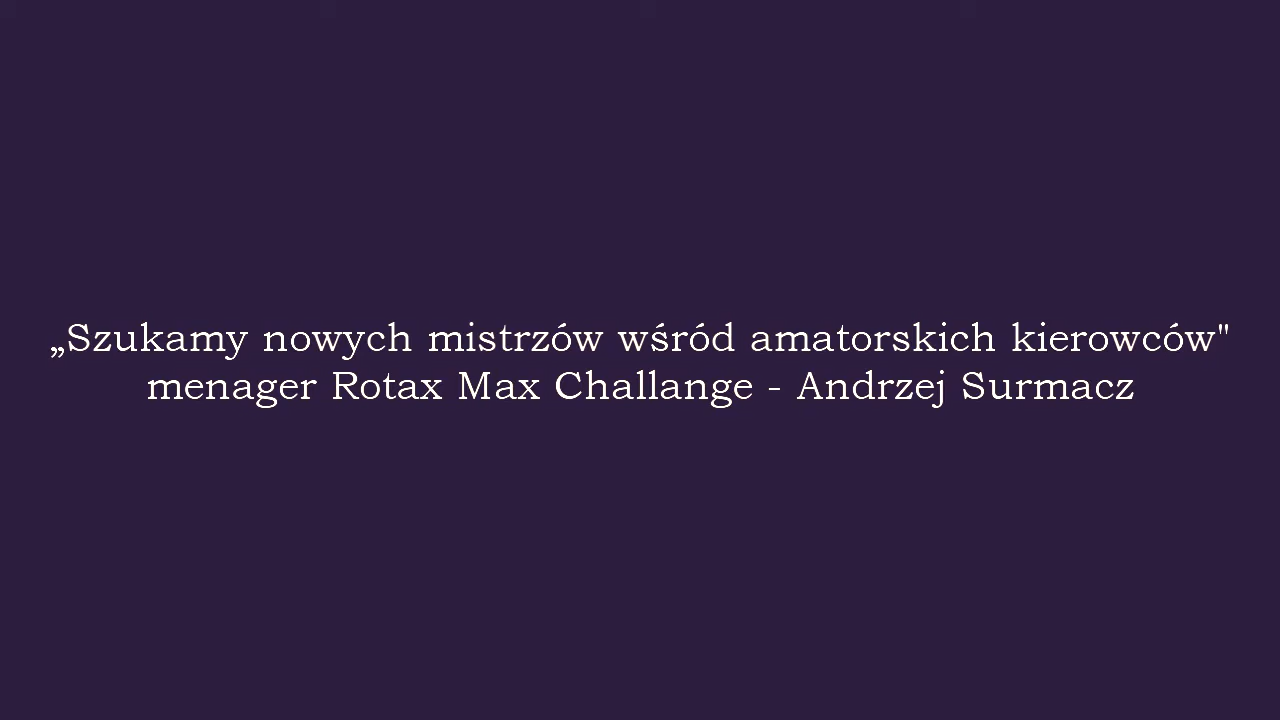 „Szukamy nowych mistrzów wśród amatorskich kierowców"
menager Rotax Max Challange - Andrzej Surmacz